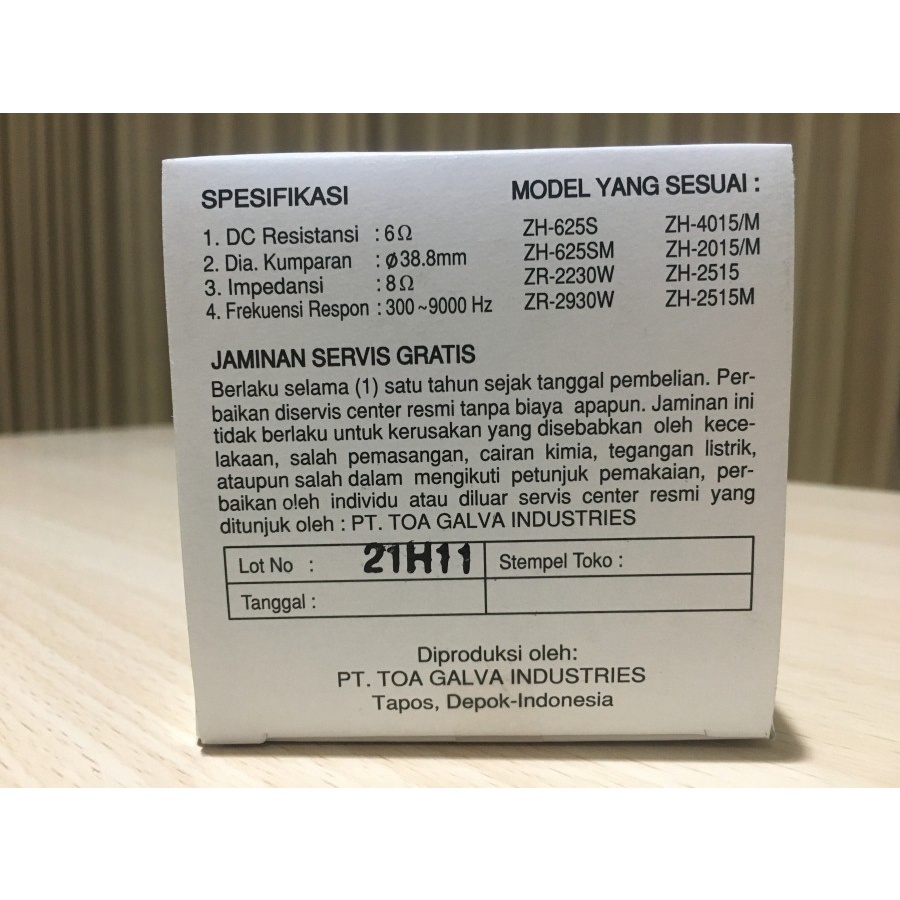 SPESIFIKASI
1. DC Resistansi : 6Ω
2. Dia. Kumparan : ø38.8mm
3. Impedansi : 8Ω
4. Frekuensi Respon : 300~9000 Hz
MODEL YANG SESUAI :
ZH-625S ZH-4015/M
ZH-625SM ZH-2015/M
ZR-2230W ZH-2515
ZR-2930W ZH-2515M
JAMINAN SERVIS GRATIS
Berlaku selama (1) satu tahun sejak tanggal pembelian. Per-
baikan diservis center resmi tanpa biaya apapun. Jaminan ini
tidak berlaku untuk kerusakan yang disebabkan oleh kece-
lakaan, salah pemasangan, cairan kimia, tegangan listrik,
ataupun salah dalam mengikuti petunjuk pemakaian, per-
baikan oleh individu atau diluar servis center resmi yang
ditunjuk oleh : PT. TOA GALVA INDUSTRIES
Lot No : 21H11 Stempel Toko :
Tanggal :
Diproduksi oleh:
PT. TOA GALVA INDUSTRIES
Tapos, Depok-Indonesia